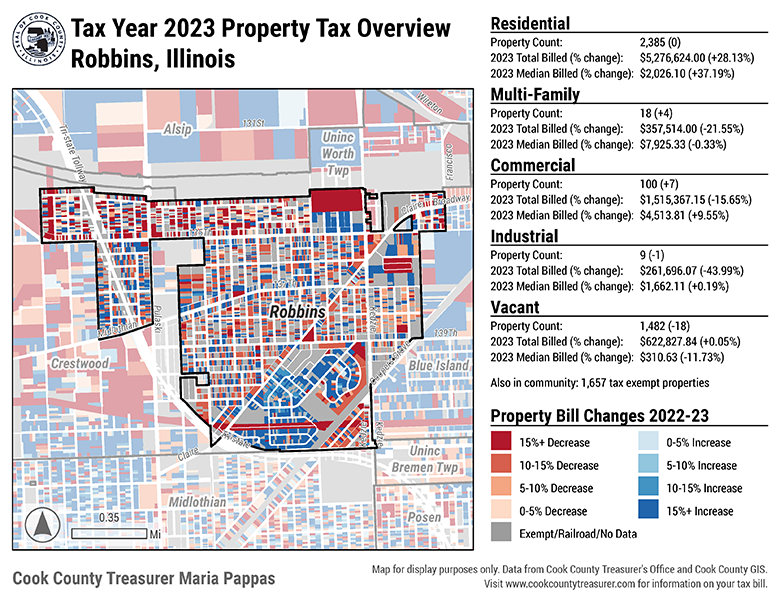 Tax Year 2023 Property Tax Overview
Robbins, Illinois
Residential
Property Count: 2,385 (0)
2023 Total Billed (% change): $5,276,624.00 (+28.13%)
2023 Median Billed (% change): $2,026.10 (+37.19%)
Multi-Family
Property Count: 18 (+4)
2023 Total Billed (% change): $357,514.00 (-21.55%)
2023 Median Billed (% change): $7,925.33 (-0.33%)
Commercial
Property Count: 100 (+7)
2023 Total Billed (% change): $1,515,367.15 (-15.65%)
2023 Median Billed (% change): $4,513.81 (+9.55%)
Industrial
Property Count: 9 (-1)
2023 Total Billed (% change): $261,696.07 (-43.99%)
2023 Median Billed (% change): $1,662.11 (+0.19%)
Vacant
Property Count: 1,482 (-18)
2023 Total Billed (% change): $622,827.84 (+0.05%)
2023 Median Billed (% change): $310.63 (-11.73%)
Also in community: 1,657 tax exempt properties
Property Bill Changes 2022-23
15%+ Decrease
0-5% Increase
10-15% Decrease
5-10% Increase
5-10% Decrease
10-15% Increase
0-5% Decrease
15%+ Increase
Exempt/Railroad/No Data
Wireton
131St
Alsip
Tri-state Tollway
Uninc
Worth
Twp
Francisco
Claire
Broadway
137Th
Robbins
Kedzie
Pulaski
Midlothian
139Th
Crestwood
Blue Island
Kedzie
Claire
Uninc
Bremen Twp
Midlothian
Posen
0.35
Mi
Cook County Treasurer Maria Pappas
Map for display purposes only. Data from Cook County Treasurer's Office and Cook County GIS.
Visit www.cookcountytreasurer.com for information on your tax bill.